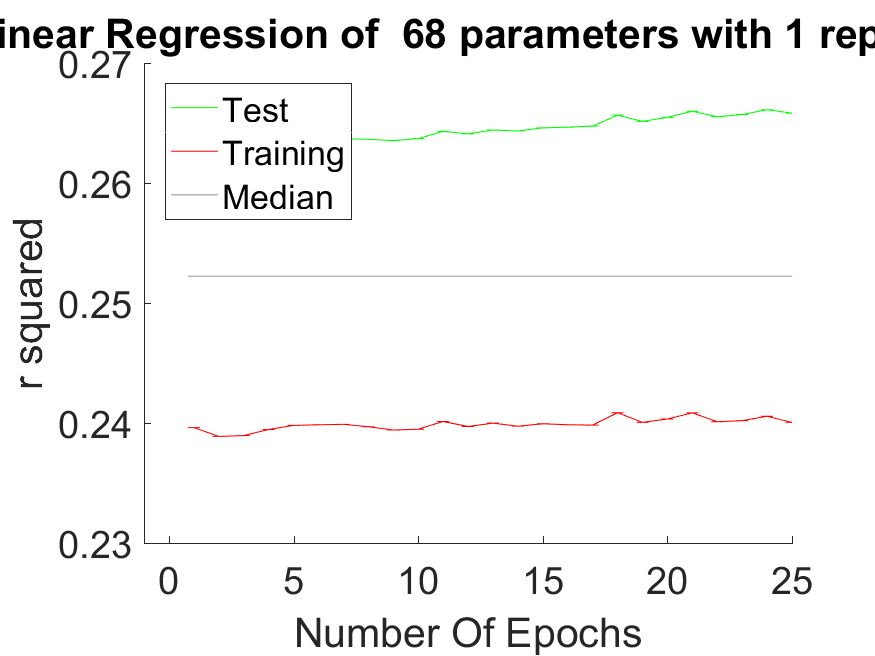 inear Regression of  68 parameters with 1 rep
0.27
0.26
0.25
0.24
0.23
r squared
Test
Training
Median
0 5 10 15 20 25
Number Of Epochs